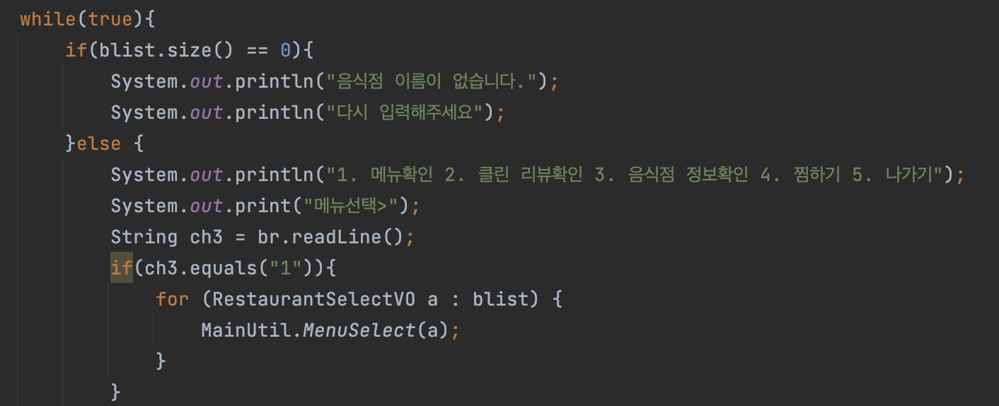 while(true){
if(blist.size() == 0){
System.out.println("음식점 이름이 없습니다.");
System.out.println("다시 입력해주세요");
}else {
System.out.println("1. 메뉴확인 2. 클린 리뷰확인 3. 음식점 정보확인 4. 찜하기 5. 나가기");
System.out.print("메뉴선택>");
String ch3 = br.readLine();
if(ch3.equals("1")){
for (RestaurantSelectVO a : blist) {
MainUtil.MenuSelect(a);
}
}